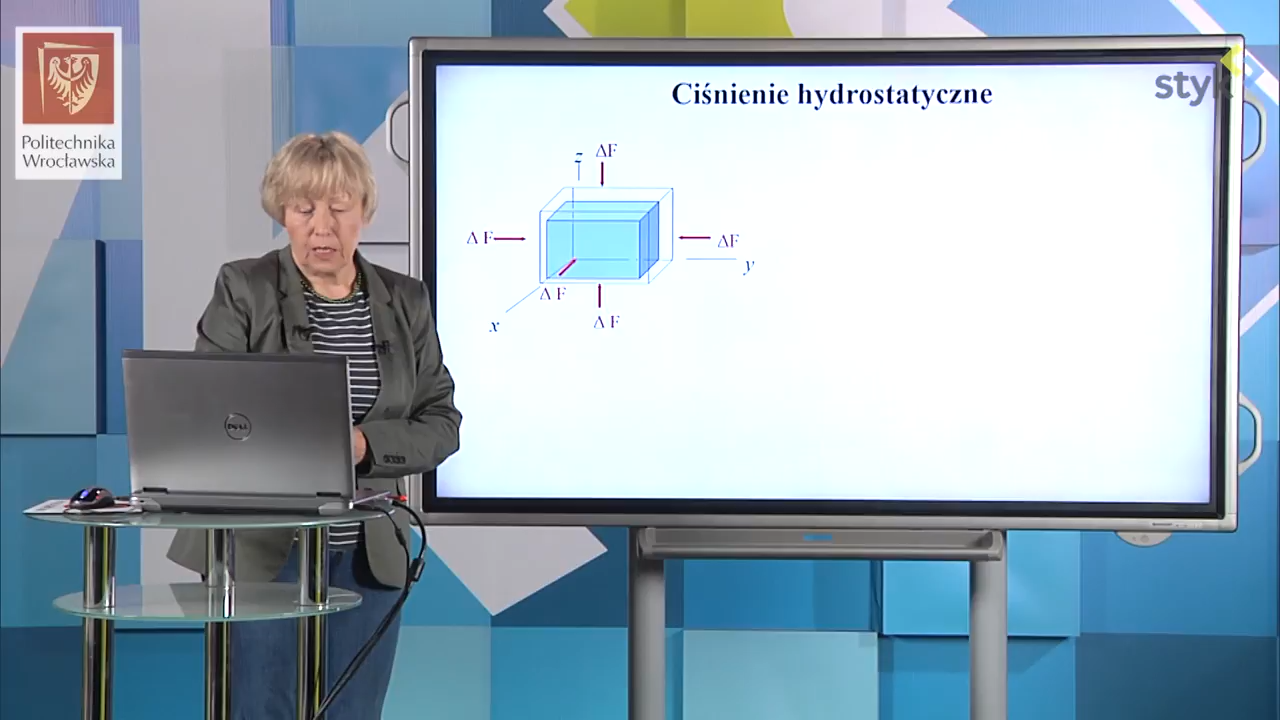 Politechnika
Wrocławska
styk
Ciśnienie hydrostatyczne
z
ΔF
Δ F
ΔF
y
Δ F
x
Δ F
DELL